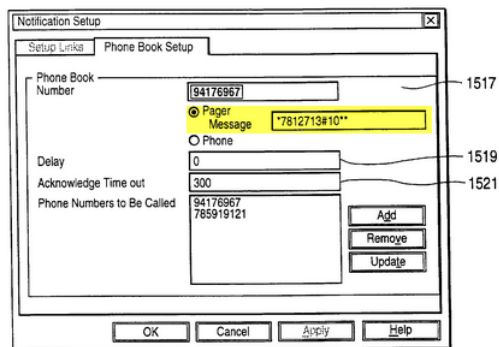 Notification Setup
Setup Links
Phone Book Setup
Phone Book
Number
94176967
1517
Pager
Message
*7812713#10**
Phone
Delay
0
1519
Acknowledge Time out
300
1521
Phone Numbers to Be Called
94176967
785919121
Add
Remove
Update
OK
Cancel
Apply
Help